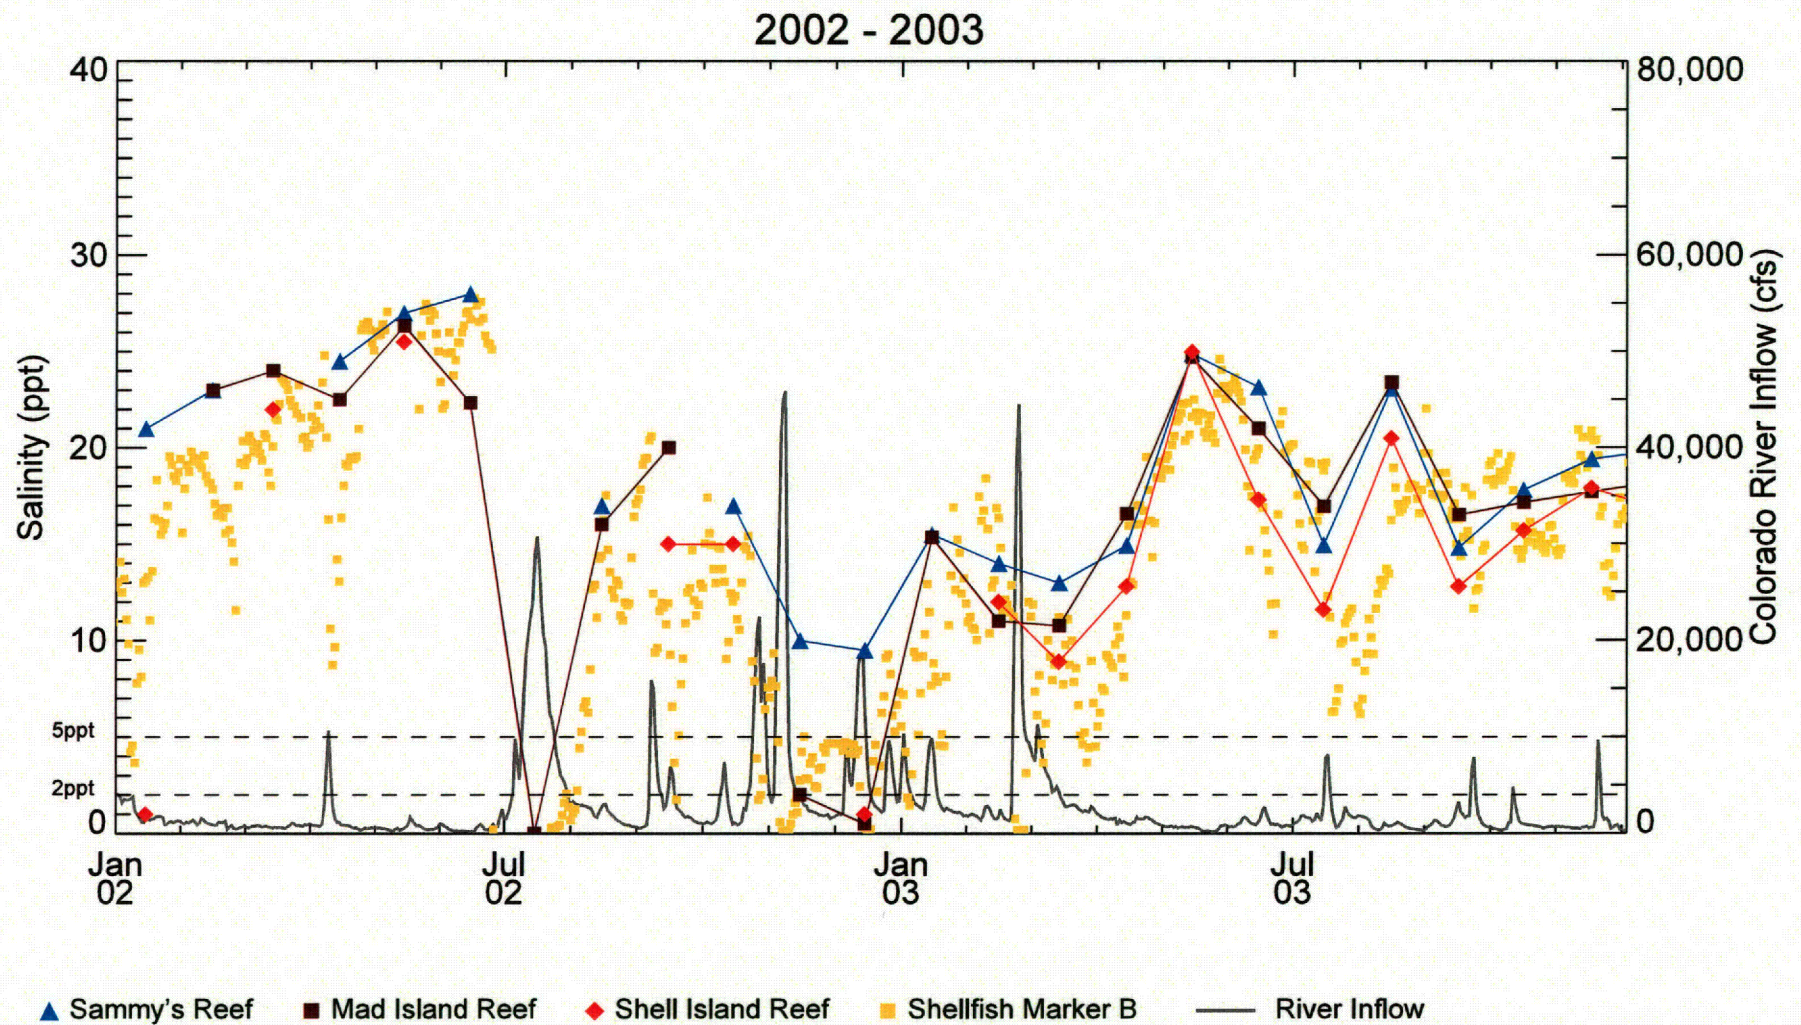 2002 - 2003
40
30
20
10
5ppt
2ppt
0
Salinity (ppt)
80,000
60,000
40,000
20,000
0
Colorado River Inflow (cfs)
Jan
02
Jul
02
Jan
03
Jul
03
Sammy's Reef
Mad Island Reef
Shell Island Reef
Shellfish Marker B
River Inflow